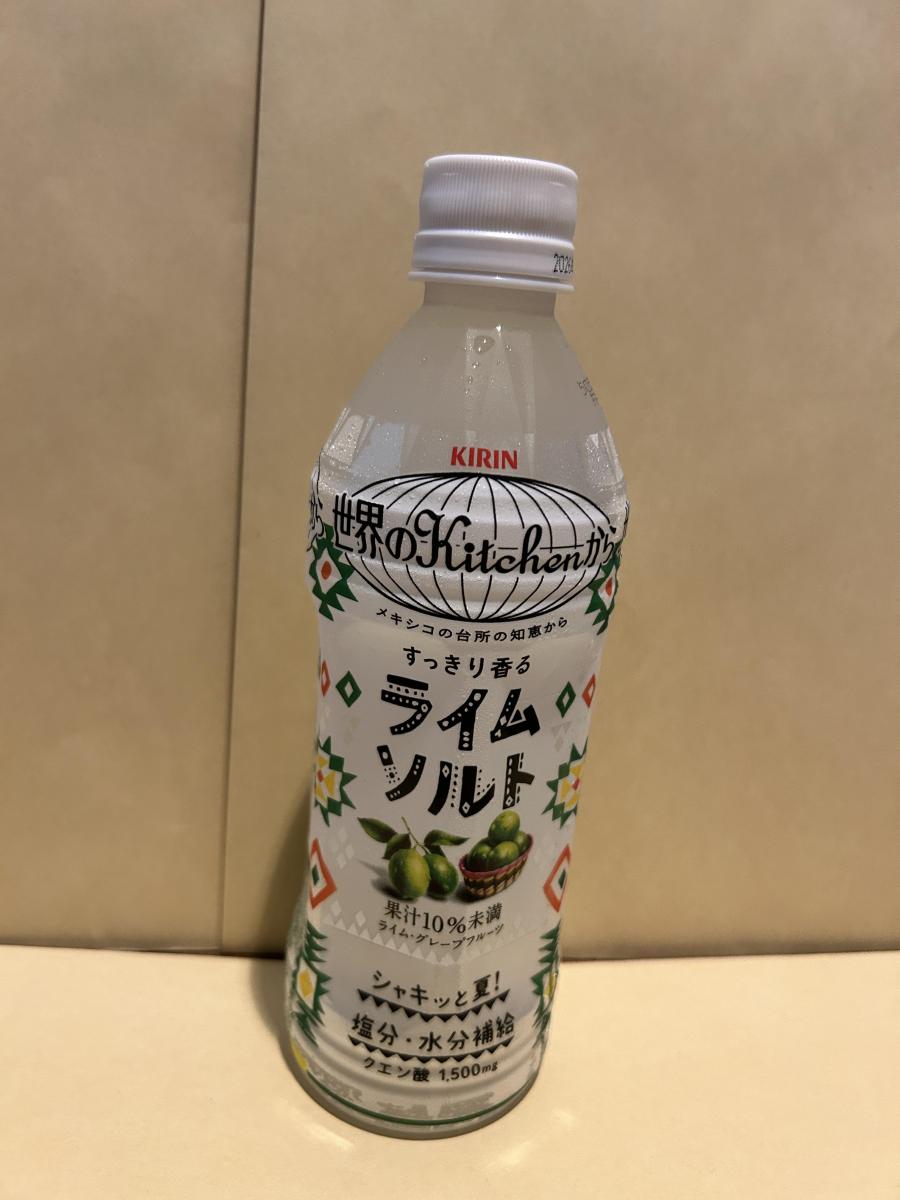 KIRIN
世界のKitchenから
メキシコの台所の知恵から
すっきり香る
ライム
ソルト
果汁10%未満
ライム・グレープフルーツ
シャキッと夏!
塩分・水分補給
クエン酸 1,500mg